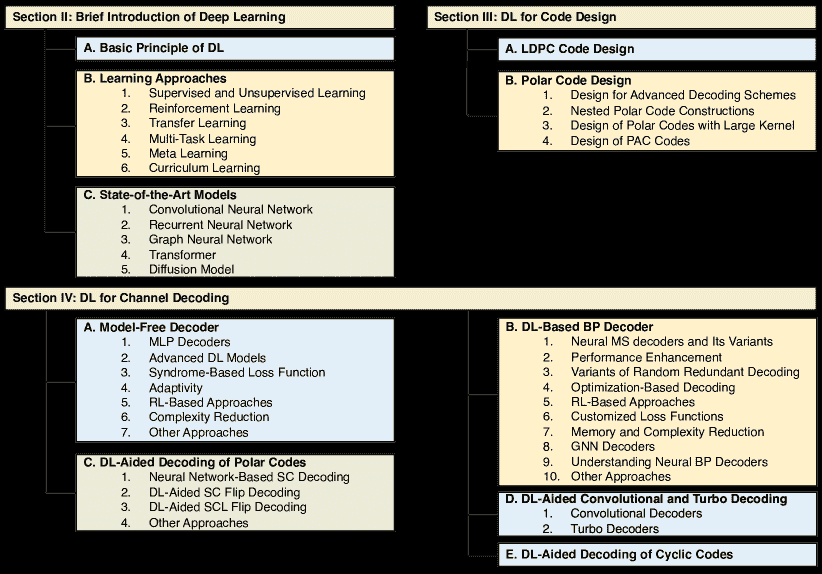 Section II: Brief Introduction of Deep Learning
A. Basic Principle of DL
B. Learning Approaches
1. Supervised and Unsupervised Learning
2. Reinforcement Learning
3. Transfer Learning
4. Multi-Task Learning
5. Meta Learning
6. Curriculum Learning
C. State-of-the-Art Models
1. Convolutional Neural Network
2. Recurrent Neural Network
3. Graph Neural Network
4. Transformer
5. Diffusion Model
Section III: DL for Code Design
A. LDPC Code Design
B. Polar Code Design
1. Design for Advanced Decoding Schemes
2. Nested Polar Code Constructions
3. Design of Polar Codes with Large Kernel
4. Design of PAC Codes
Section IV: DL for Channel Decoding
A. Model-Free Decoder
1. MLP Decoders
2. Advanced DL Models
3. Syndrome-Based Loss Function
4. Adaptivity
5. RL-Based Approaches
6. Complexity Reduction
7. Other Approaches
B. DL-Based BP Decoder
1. Neural MS decoders and Its Variants
2. Performance Enhancement
3. Variants of Random Redundant Decoding
4. Optimization-Based Decoding
5. RL-Based Approaches
6. Customized Loss Functions
7. Memory and Complexity Reduction
8. GNN Decoders
9. Understanding Neural BP Decoders
10. Other Approaches
C. DL-Aided Decoding of Polar Codes
1. Neural Network-Based SC Decoding
2. DL-Aided SC Flip Decoding
3. DL-Aided SCL Flip Decoding
4. Other Approaches
D. DL-Aided Convolutional and Turbo Decoding
1. Convolutional Decoders
2. Turbo Decoders
E. DL-Aided Decoding of Cyclic Codes